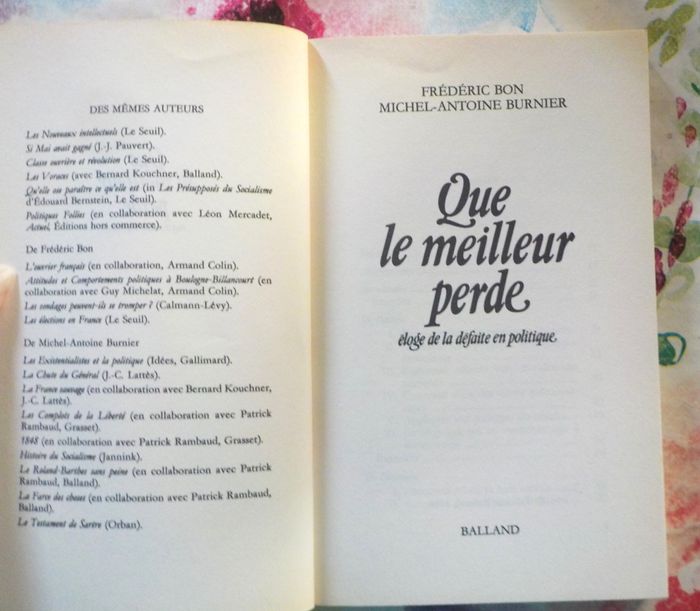 DES MÊMES AUTEURS
Les Nouveaux intellectuels (Le Seuil).
Si Mai avait gagné (J.-J. Pauvert).
Classe ouvrière et révolution (Le Seuil).
Les Voraces (avec Bernard Kouchner, Balland).
Qu'elle ose paraître ce qu'elle est (in Les Présupposés du Socialisme
d'Édouard Bernstein, Le Seuil).
Politiques Folies (en collaboration avec Léon Mercadet,
Actuel, Éditions hors commerce).
De Frédéric Bon
L'ouvrier français (en collaboration, Armand Colin).
Attitudes et Comportements politiques à Boulogne-Billancourt (en
collaboration avec Guy Michelat, Armand Colin).
Les sondages peuvent-ils se tromper ? (Calmann-Lévy).
Les élections en France (Le Seuil).
De Michel-Antoine Burnier
Les Existentialistes et la politique (Idées, Gallimard).
La Chute du Général (J.-C. Lattès).
La France sauvage (en collaboration avec Bernard Kouchner,
J.-C. Lattès).
Les Complots de la Liberté (en collaboration avec Patrick
Rambaud, Grasset).
1848 (en collaboration avec Patrick Rambaud, Grasset).
Histoire du Socialisme (Jannink).
Le Roland-Barthes sans peine (en collaboration avec Patrick
Rambaud, Balland).
La Farce des choses (en collaboration avec Patrick Rambaud,
Balland).
Le Testament de Sartre (Orban).
FRÉDÉRIC BON
MICHEL-ANTOINE BURNIER
Que
le meilleur
perde
éloge de la défaite en politique
BALLAND